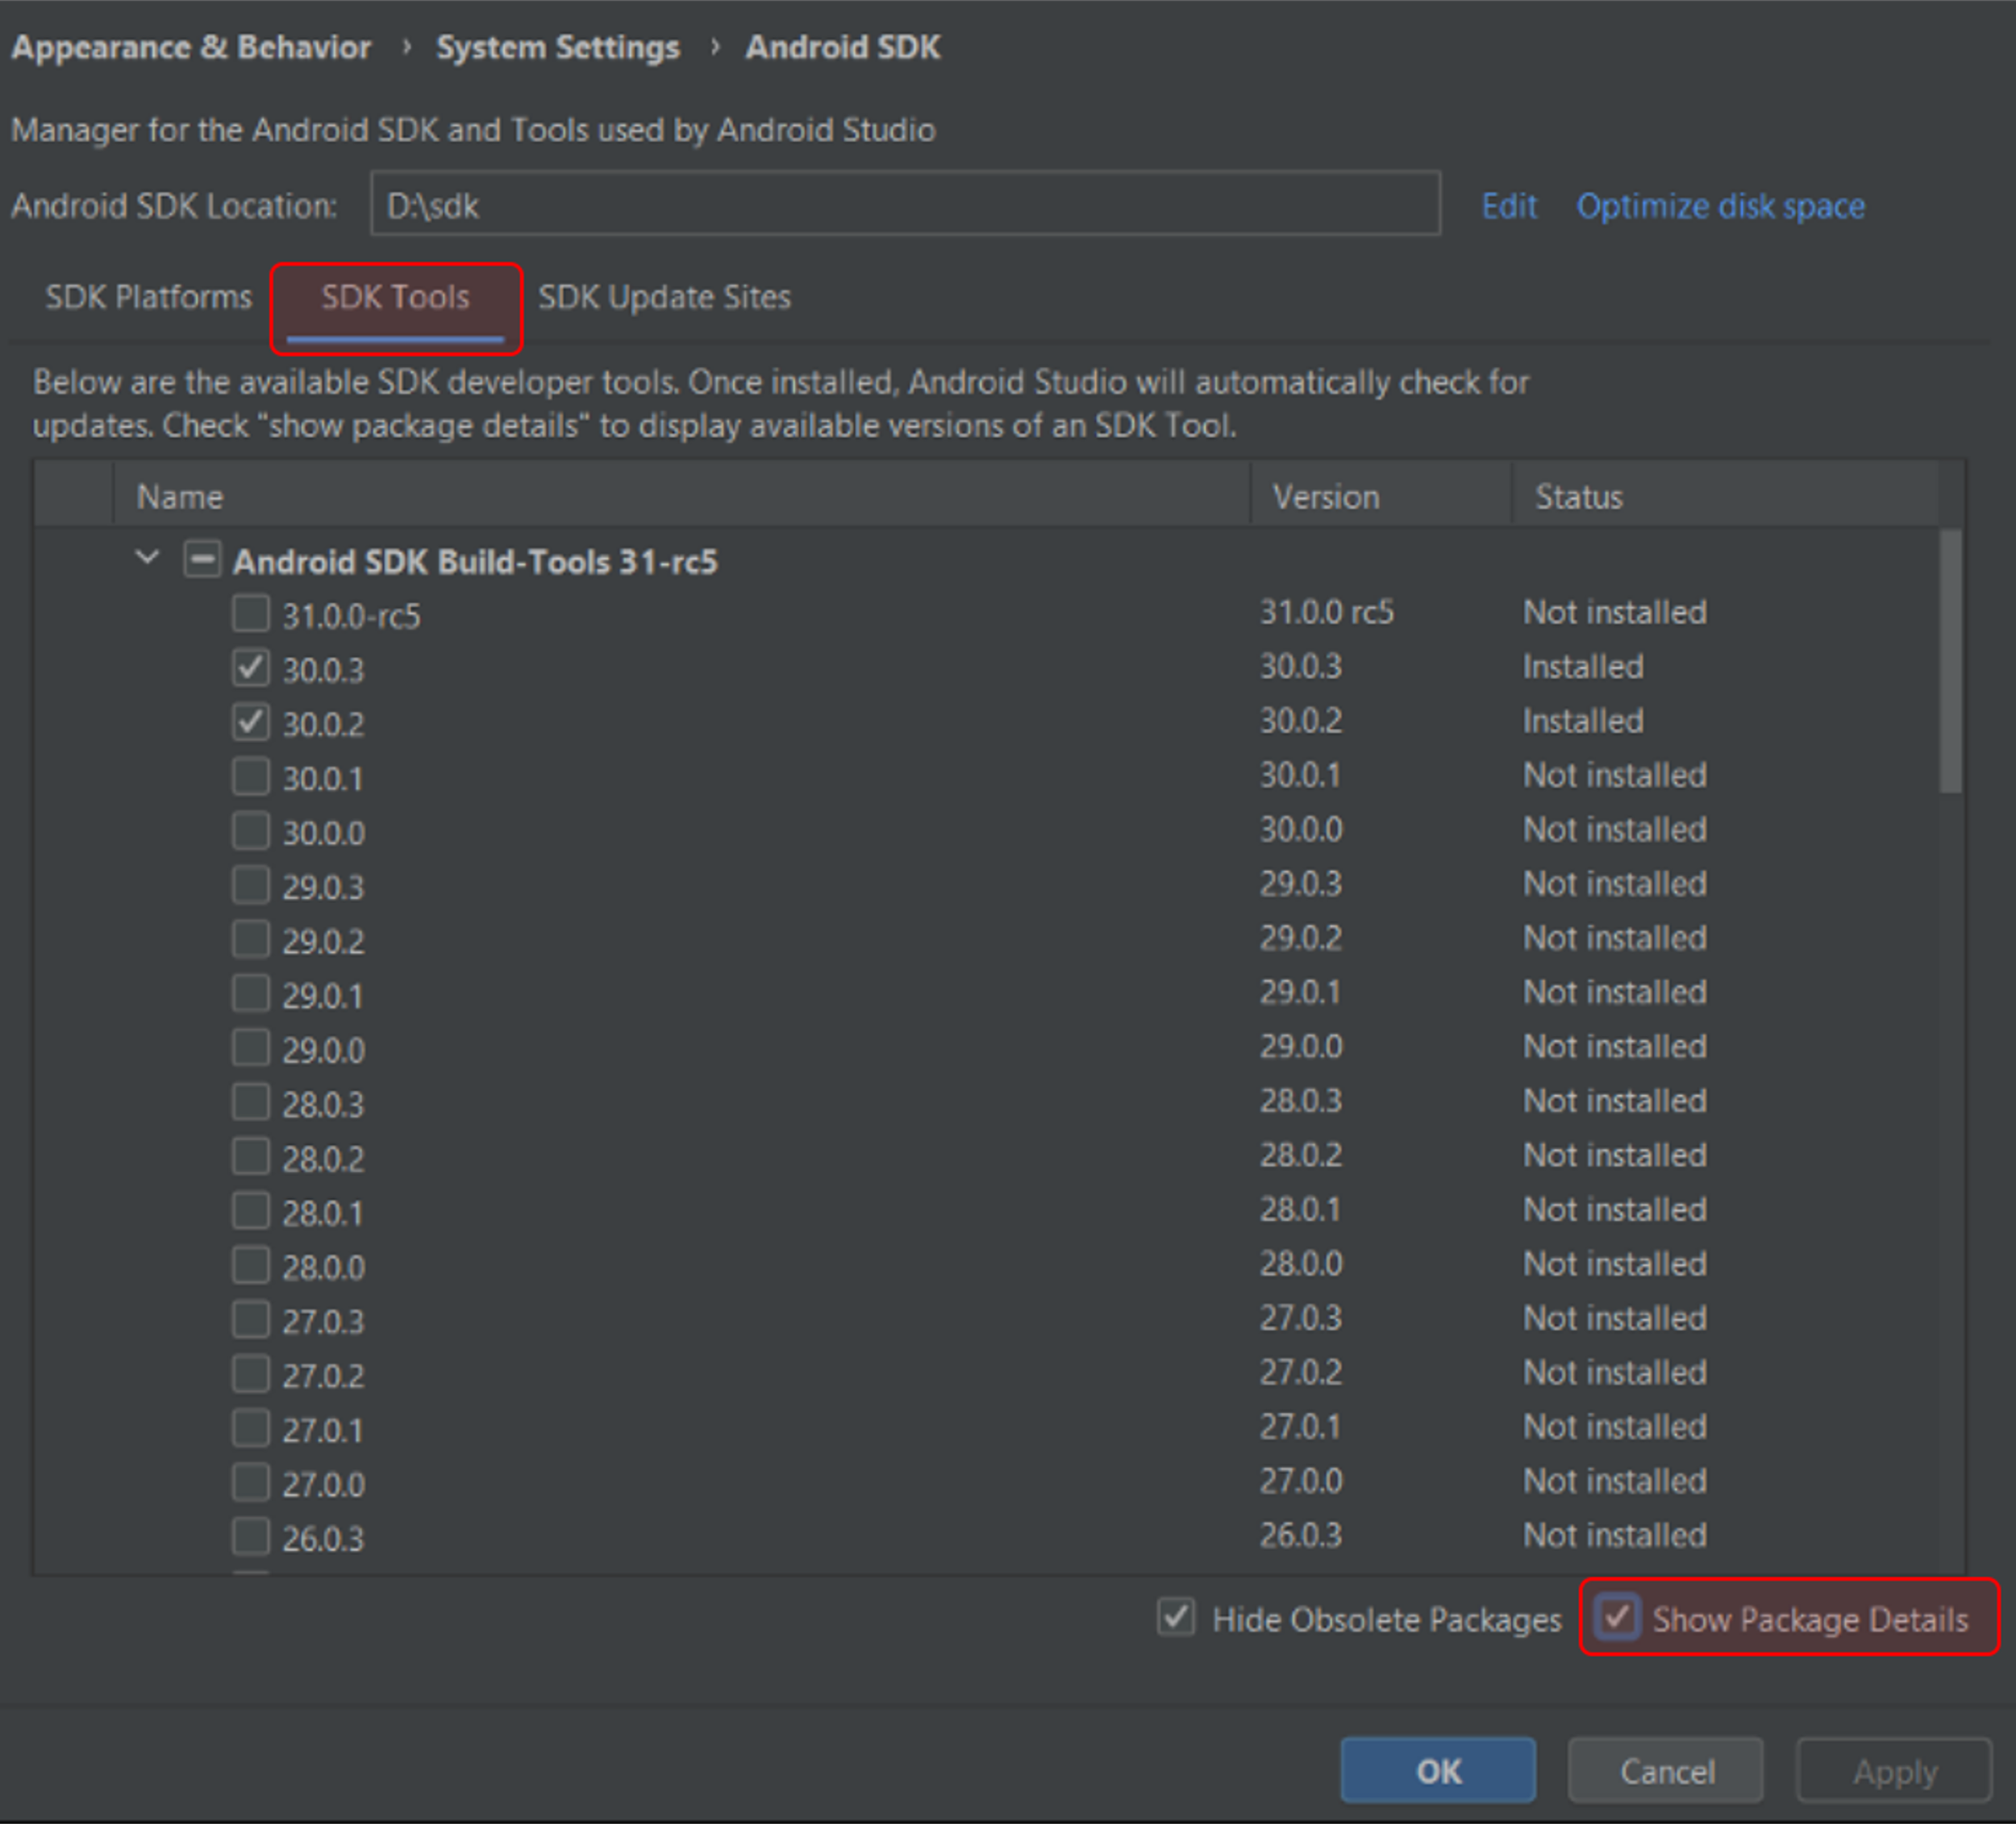 Appearance & Behavior › System Settings › Android SDK
Manager for the Android SDK and Tools used by Android Studio
Android SDK Location: D:\sdk Edit Optimize disk space
SDK Platforms SDK Tools SDK Update Sites
Below are the available SDK developer tools. Once installed, Android Studio will automatically check for
updates. Check "show package details" to display available versions of an SDK Tool.
Name Version Status
Android SDK Build-Tools 31-rc5
31.0.0-rc5 31.0.0 rc5 Not installed
30.0.3 30.0.3 Installed
30.0.2 30.0.2 Installed
30.0.1 30.0.1 Not installed
30.0.0 30.0.0 Not installed
29.0.3 29.0.3 Not installed
29.0.2 29.0.2 Not installed
29.0.1 29.0.1 Not installed
29.0.0 29.0.0 Not installed
28.0.3 28.0.3 Not installed
28.0.2 28.0.2 Not installed
28.0.1 28.0.1 Not installed
28.0.0 28.0.0 Not installed
27.0.3 27.0.3 Not installed
27.0.2 27.0.2 Not installed
27.0.1 27.0.1 Not installed
27.0.0 27.0.0 Not installed
26.0.3 26.0.3 Not installed
Hide Obsolete Packages Show Package Details
OK Cancel Apply